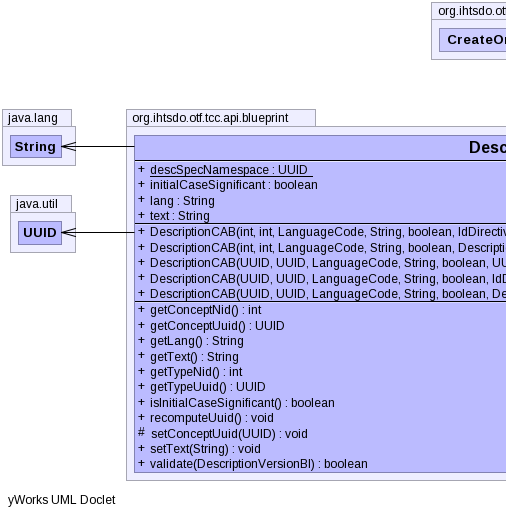 org.ihtsdo.otf
CreateOr
java.lang
String
java.util
UUID
org.ihtsdo.otf.tcc.api.blueprint
Desc
+ descSpecNamespace : UUID
+ initialCaseSignificant : boolean
+ lang : String
+ text : String
+ DescriptionCAB(int, int, LanguageCode, String, boolean, IdDirective
+ DescriptionCAB(int, int, LanguageCode, String, boolean, Descripti
+ DescriptionCAB(UUID, UUID, LanguageCode, String, boolean, UU
+ DescriptionCAB(UUID, UUID, LanguageCode, String, boolean, IdD
+ DescriptionCAB(UUID, UUID, LanguageCode, String, boolean, De
+ getConceptNid() : int
+ getConceptUuid() : UUID
+ getLang() : String
+ getText() : String
+ getTypeNid() : int
+ getTypeUuid() : UUID
+ isInitialCaseSignificant() : boolean
+ recomputeUuid() : void
# setConceptUuid(UUID) : void
+ setText(String) : void
+ validate(DescriptionVersionBI) : boolean
yWorks UML Doclet